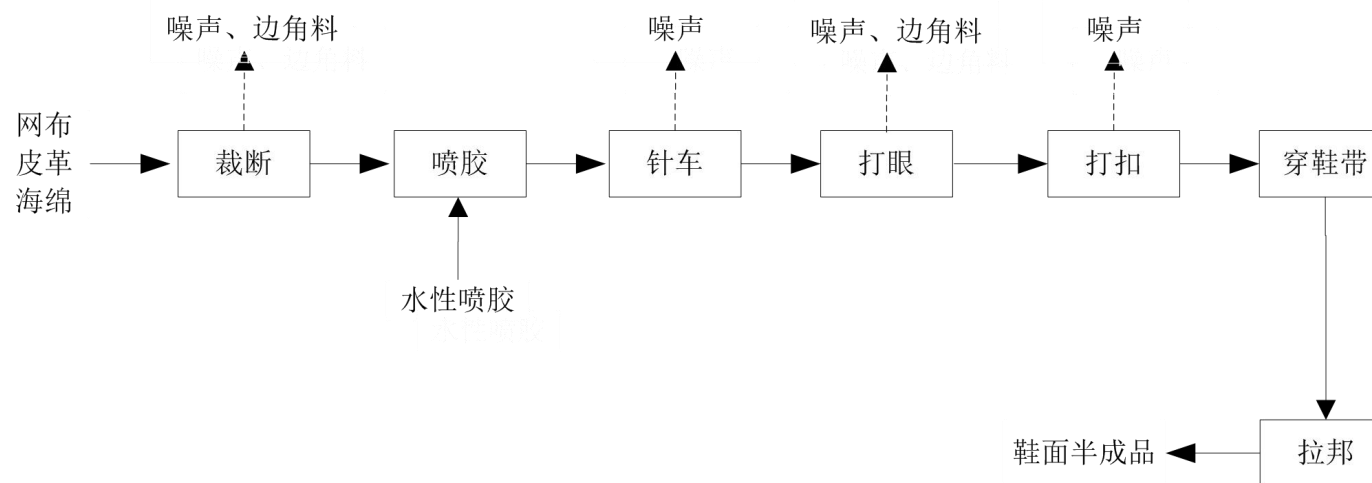 噪声、边角料
噪声
噪声、边角料
噪声
网布
皮革
海绵
裁断
喷胶
针车
打眼
打扣
穿鞋带
水性喷胶
鞋面半成品
拉邦